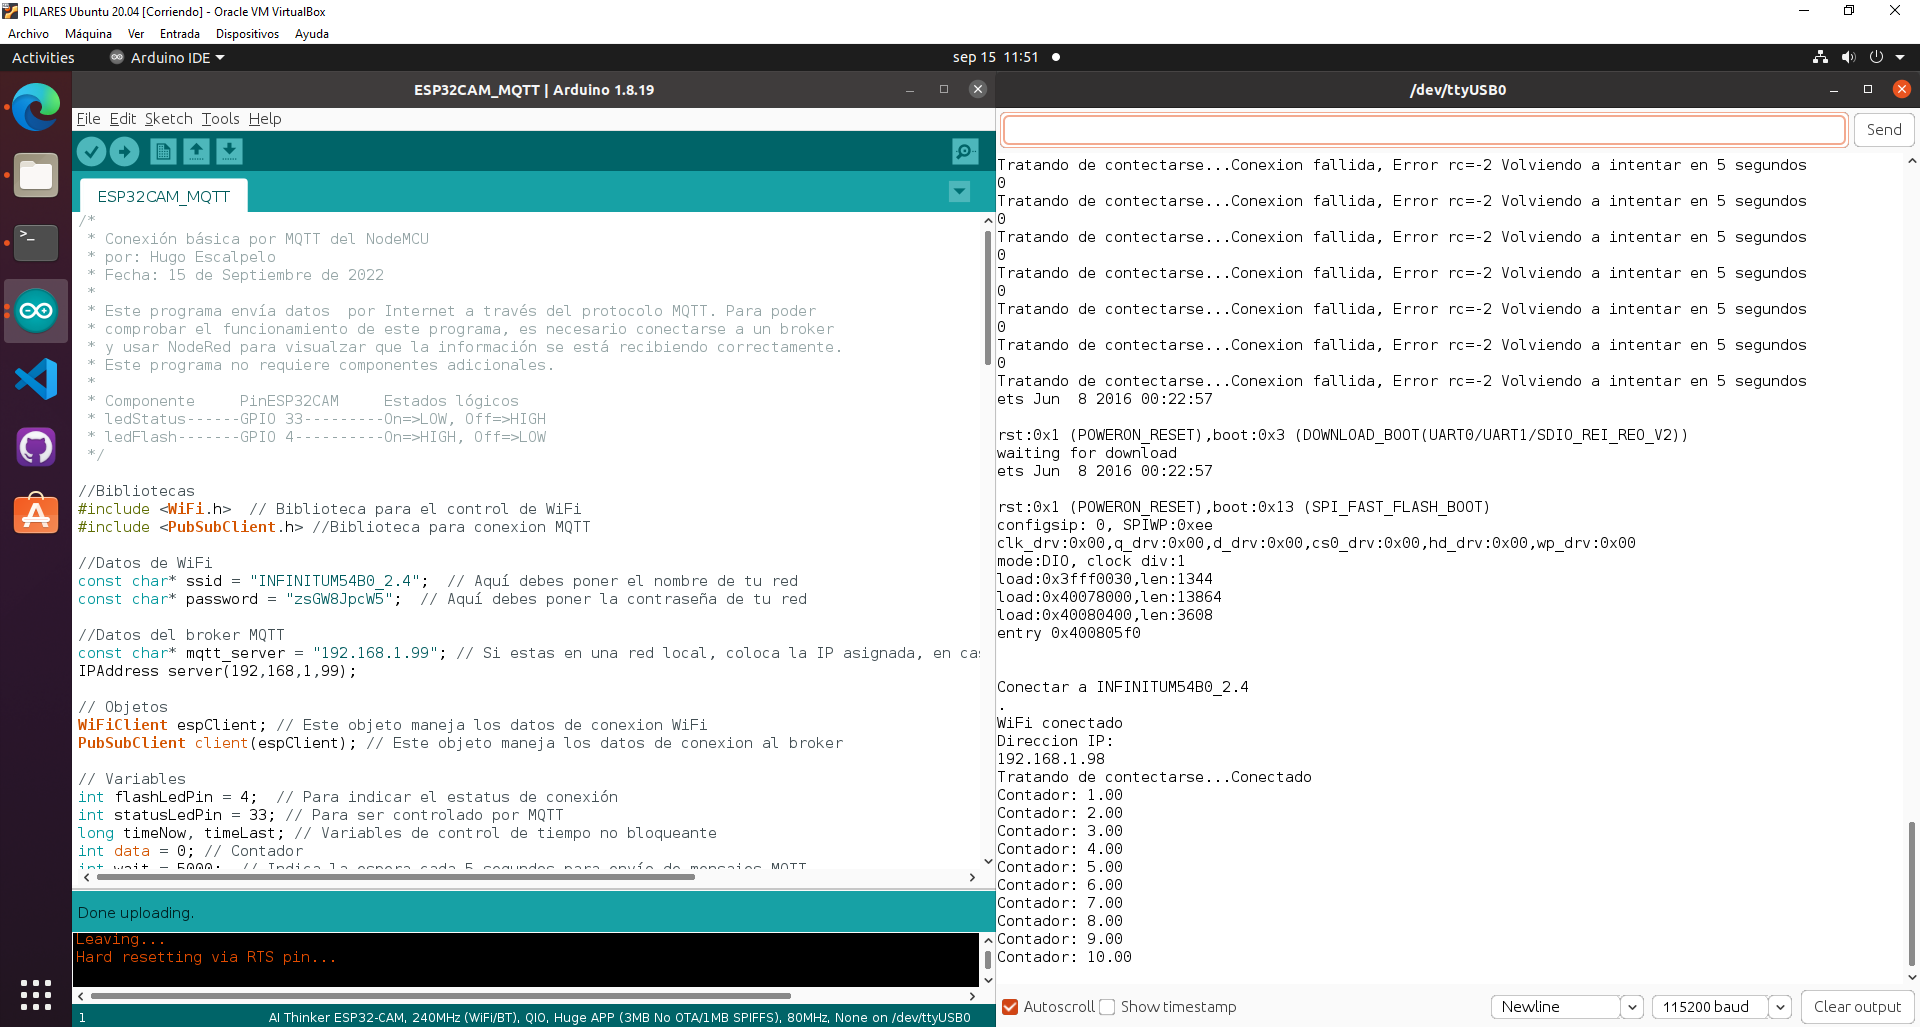 PILARES Ubuntu 20.04 [Corriendo] - Oracle VM VirtualBox
Archivo Máquina Ver Entrada Dispositivos Ayuda
Activities Arduino IDE sep 15 11:51
ESP32CAM_MQTT | Arduino 1.8.19
File Edit Sketch Tools Help
ESP32CAM_MQTT
/*
* Conexión básica por MQTT del NodeMCU
* por: Hugo Escalpelo
* Fecha: 15 de Septiembre de 2022
*
* Este programa envía datos  por Internet a través del protocolo MQTT. Para poder
* comprobar el funcionamiento de este programa, es necesario conectarse a un broker
* y usar NodeRed para visualzar que la información se está recibiendo correctamente.
* Este programa no requiere componentes adicionales.
*
* Componente     PinESP32CAM     Estados lógicos
* ledStatus------GPIO 33---------On=>LOW, Off=>HIGH
* ledFlash-------GPIO 4----------On=>HIGH, Off=>LOW
*/
//Bibliotecas
#include <WiFi.h>  // Biblioteca para el control de WiFi
#include <PubSubClient.h> //Biblioteca para conexion MQTT
//Datos de WiFi
const char* ssid = "INFINITUM54B0_2.4";  // Aquí debes poner el nombre de tu red
const char* password = "zsGW8JpcW5";  // Aquí debes poner la contraseña de tu red
//Datos del broker MQTT
const char* mqtt_server = "192.168.1.99"; // Si estas en una red local, coloca la IP asignada, en cas
IPAddress server(192,168,1,99);
// Objetos
WiFiClient espClient; // Este objeto maneja los datos de conexion WiFi
PubSubClient client(espClient); // Este objeto maneja los datos de conexion al broker
// Variables
int flashLedPin = 4;  // Para indicar el estatus de conexión
int statusLedPin = 33; // Para ser controlado por MQTT
long timeNow, timeLast; // Variables de control de tiempo no bloqueante
int data = 0; // Contador
int wait = 5000;  // Indica la espera cada 5 segundos para envío de mensajes MQTT
Done uploading.
Leaving...
Hard resetting via RTS pin...
1 AI Thinker ESP32-CAM, 240MHz (WiFi/BT), QIO, Huge APP (3MB No OTA/1MB SPIFFS), 80MHz, None on /dev/ttyUSB0
/dev/ttyUSB0
Send
Tratando de contectarse...Conexion fallida, Error rc=-2 Volviendo a intentar en 5 segundos
0
Tratando de contectarse...Conexion fallida, Error rc=-2 Volviendo a intentar en 5 segundos
0
Tratando de contectarse...Conexion fallida, Error rc=-2 Volviendo a intentar en 5 segundos
0
Tratando de contectarse...Conexion fallida, Error rc=-2 Volviendo a intentar en 5 segundos
0
Tratando de contectarse...Conexion fallida, Error rc=-2 Volviendo a intentar en 5 segundos
0
Tratando de contectarse...Conexion fallida, Error rc=-2 Volviendo a intentar en 5 segundos
0
Tratando de contectarse...Conexion fallida, Error rc=-2 Volviendo a intentar en 5 segundos
ets Jun  8 2016 00:22:57
rst:0x1 (POWERON_RESET),boot:0x3 (DOWNLOAD_BOOT(UART0/UART1/SDIO_REI_REO_V2))
waiting for download
ets Jun  8 2016 00:22:57
rst:0x1 (POWERON_RESET),boot:0x13 (SPI_FAST_FLASH_BOOT)
configsip: 0, SPIWP:0xee
clk_drv:0x00,q_drv:0x00,d_drv:0x00,cs0_drv:0x00,hd_drv:0x00,wp_drv:0x00
mode:DIO, clock div:1
load:0x3fff0030,len:1344
load:0x40078000,len:13864
load:0x40080400,len:3608
entry 0x400805f0
Conectar a INFINITUM54B0_2.4
.
WiFi conectado
Direccion IP:
192.168.1.98
Tratando de contectarse...Conectado
Contador: 1.00
Contador: 2.00
Contador: 3.00
Contador: 4.00
Contador: 5.00
Contador: 6.00
Contador: 7.00
Contador: 8.00
Contador: 9.00
Contador: 10.00
Autoscroll Show timestamp Newline 115200 baud Clear output